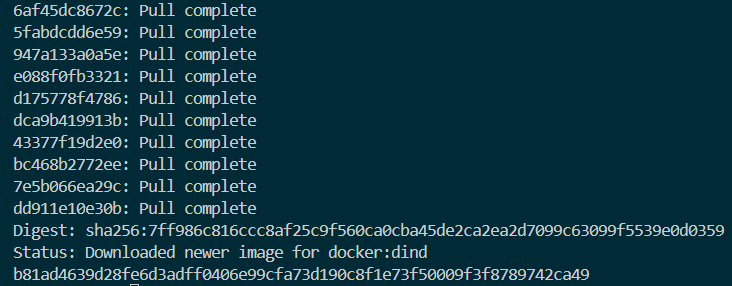 6af45dc8672c: Pull complete
5fabdcdd6e59: Pull complete
947a133a0a5e: Pull complete
e088f0fb3321: Pull complete
d175778f4786: Pull complete
dca9b419913b: Pull complete
43377f19d2e0: Pull complete
bc468b2772ee: Pull complete
7e5b066ea29c: Pull complete
dd911e10e30b: Pull complete
Digest: sha256:7ff986c816ccc8af25c9f560ca0cba45de2ca2ea2d7099c63099f5539e0d0359
Status: Downloaded newer image for docker:dind
b81ad4639d28fe6d3adff0406e99cfa73d190c8f1e73f50009f3f8789742ca49